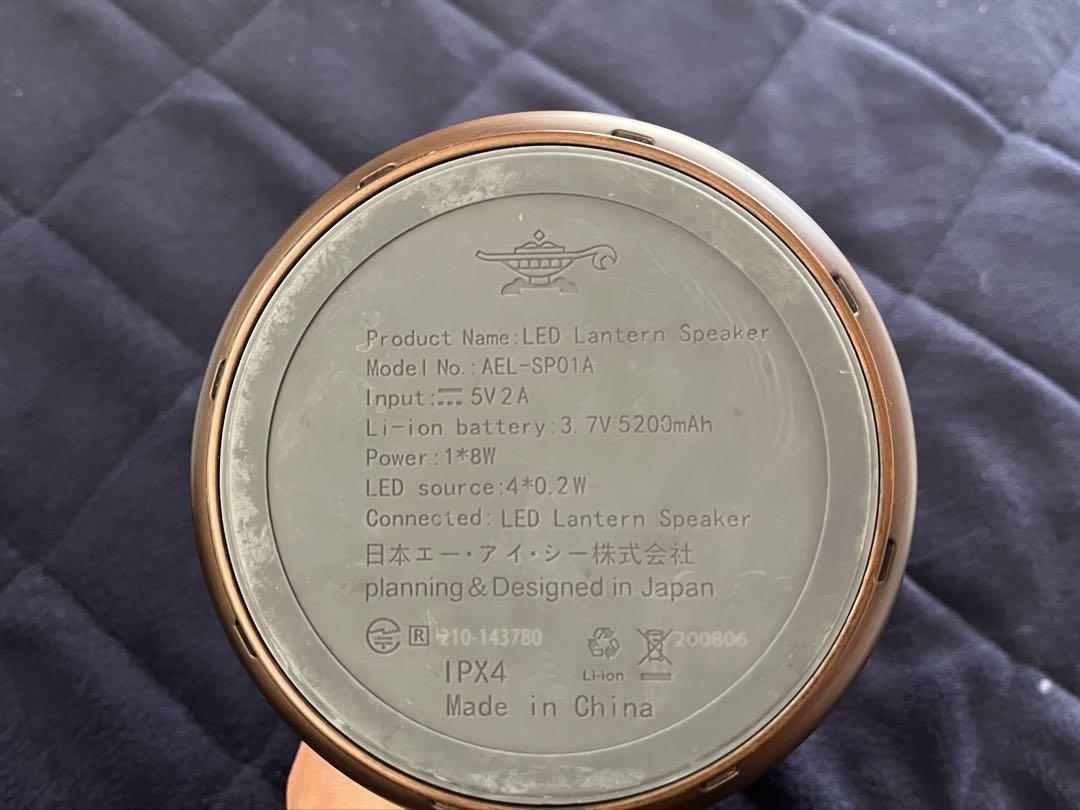 Product Name:LED Lantern Speaker
Model No.:AEL-SP01A
Input:⎓ 5V2A
Li-ion battery:3.7V 5200mAh
Power:1*8W
LED source:4*0.2W
Connected:LED Lantern Speaker
日本エー・アイ・シー株式会社
planning & Designed in Japan
R 210-143780 200806
Li-ion
IPX4
Made in China